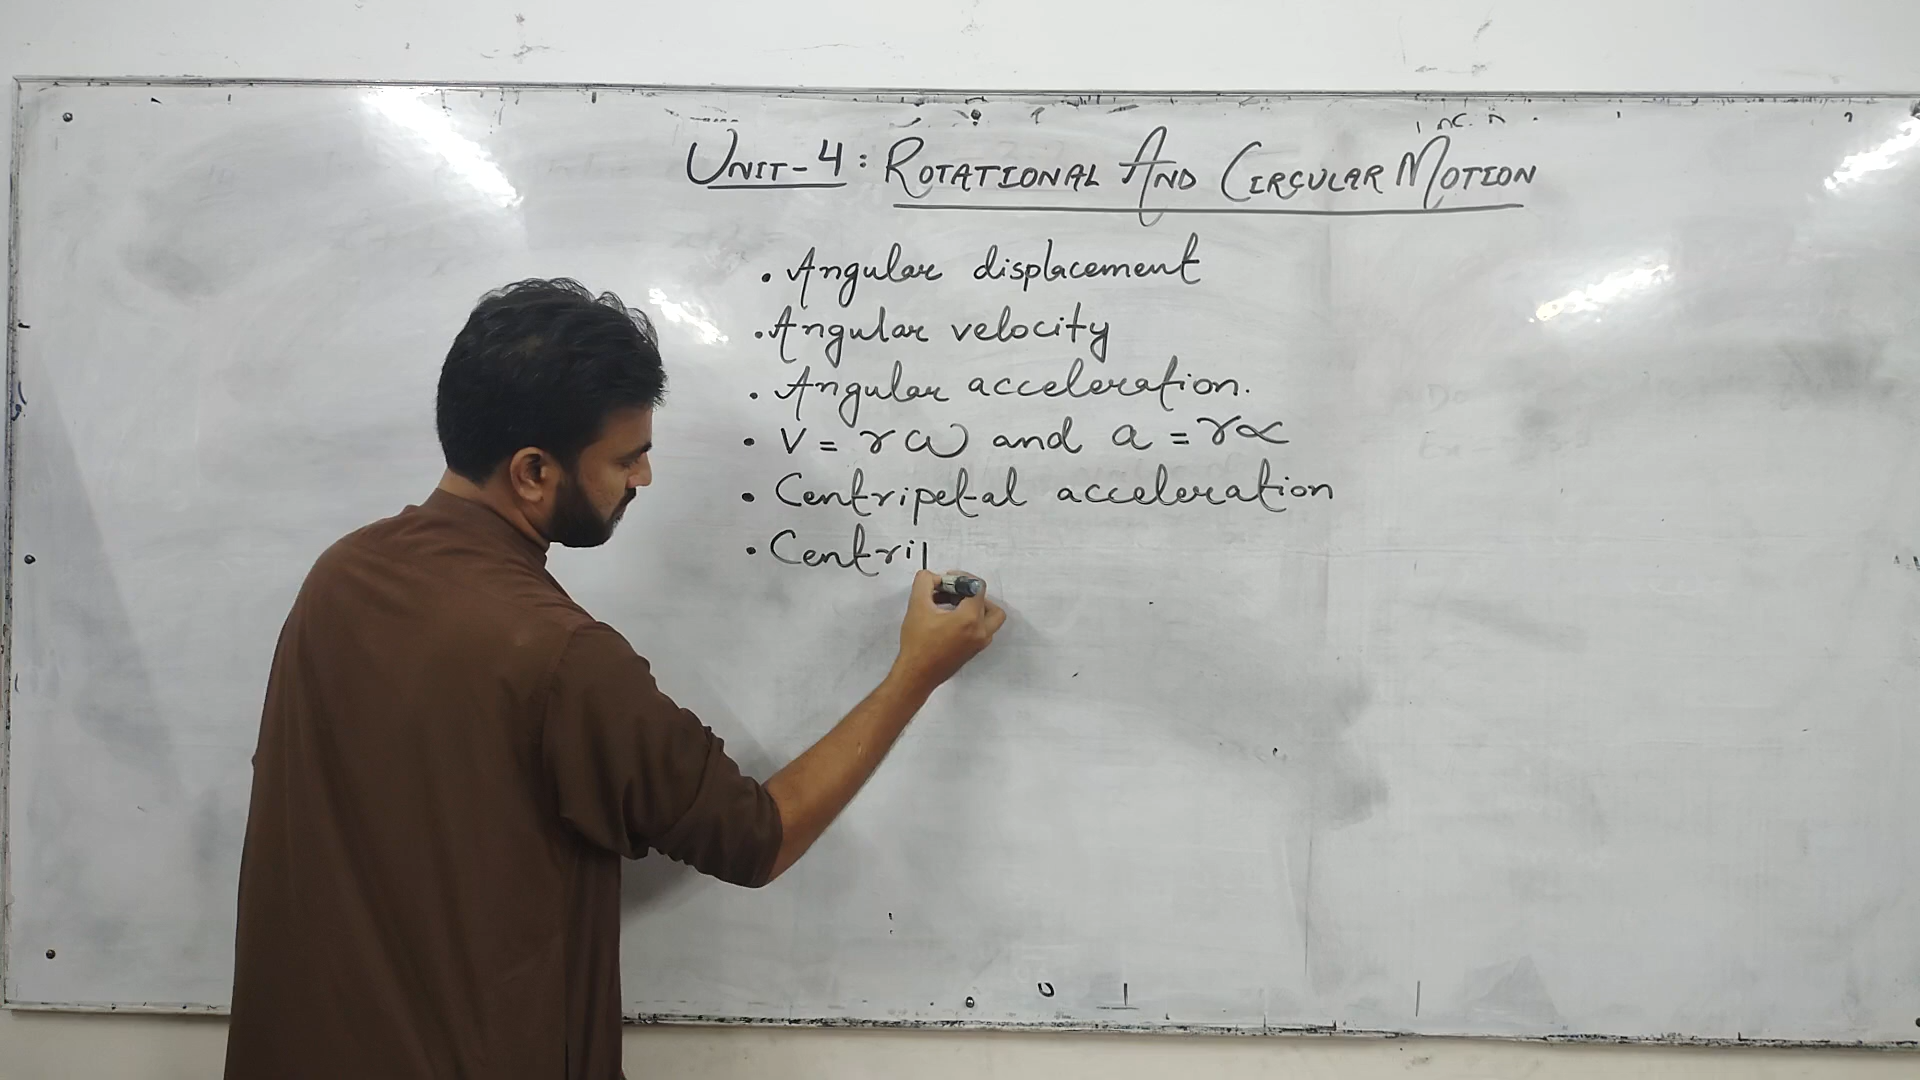 UNIT-4: ROTATIONAL AND CIRCULAR MOTION
• Angular displacement
• Angular velocity
• Angular acceleration.
• V = rω and a = rα
• Centripetal acceleration
• Centri